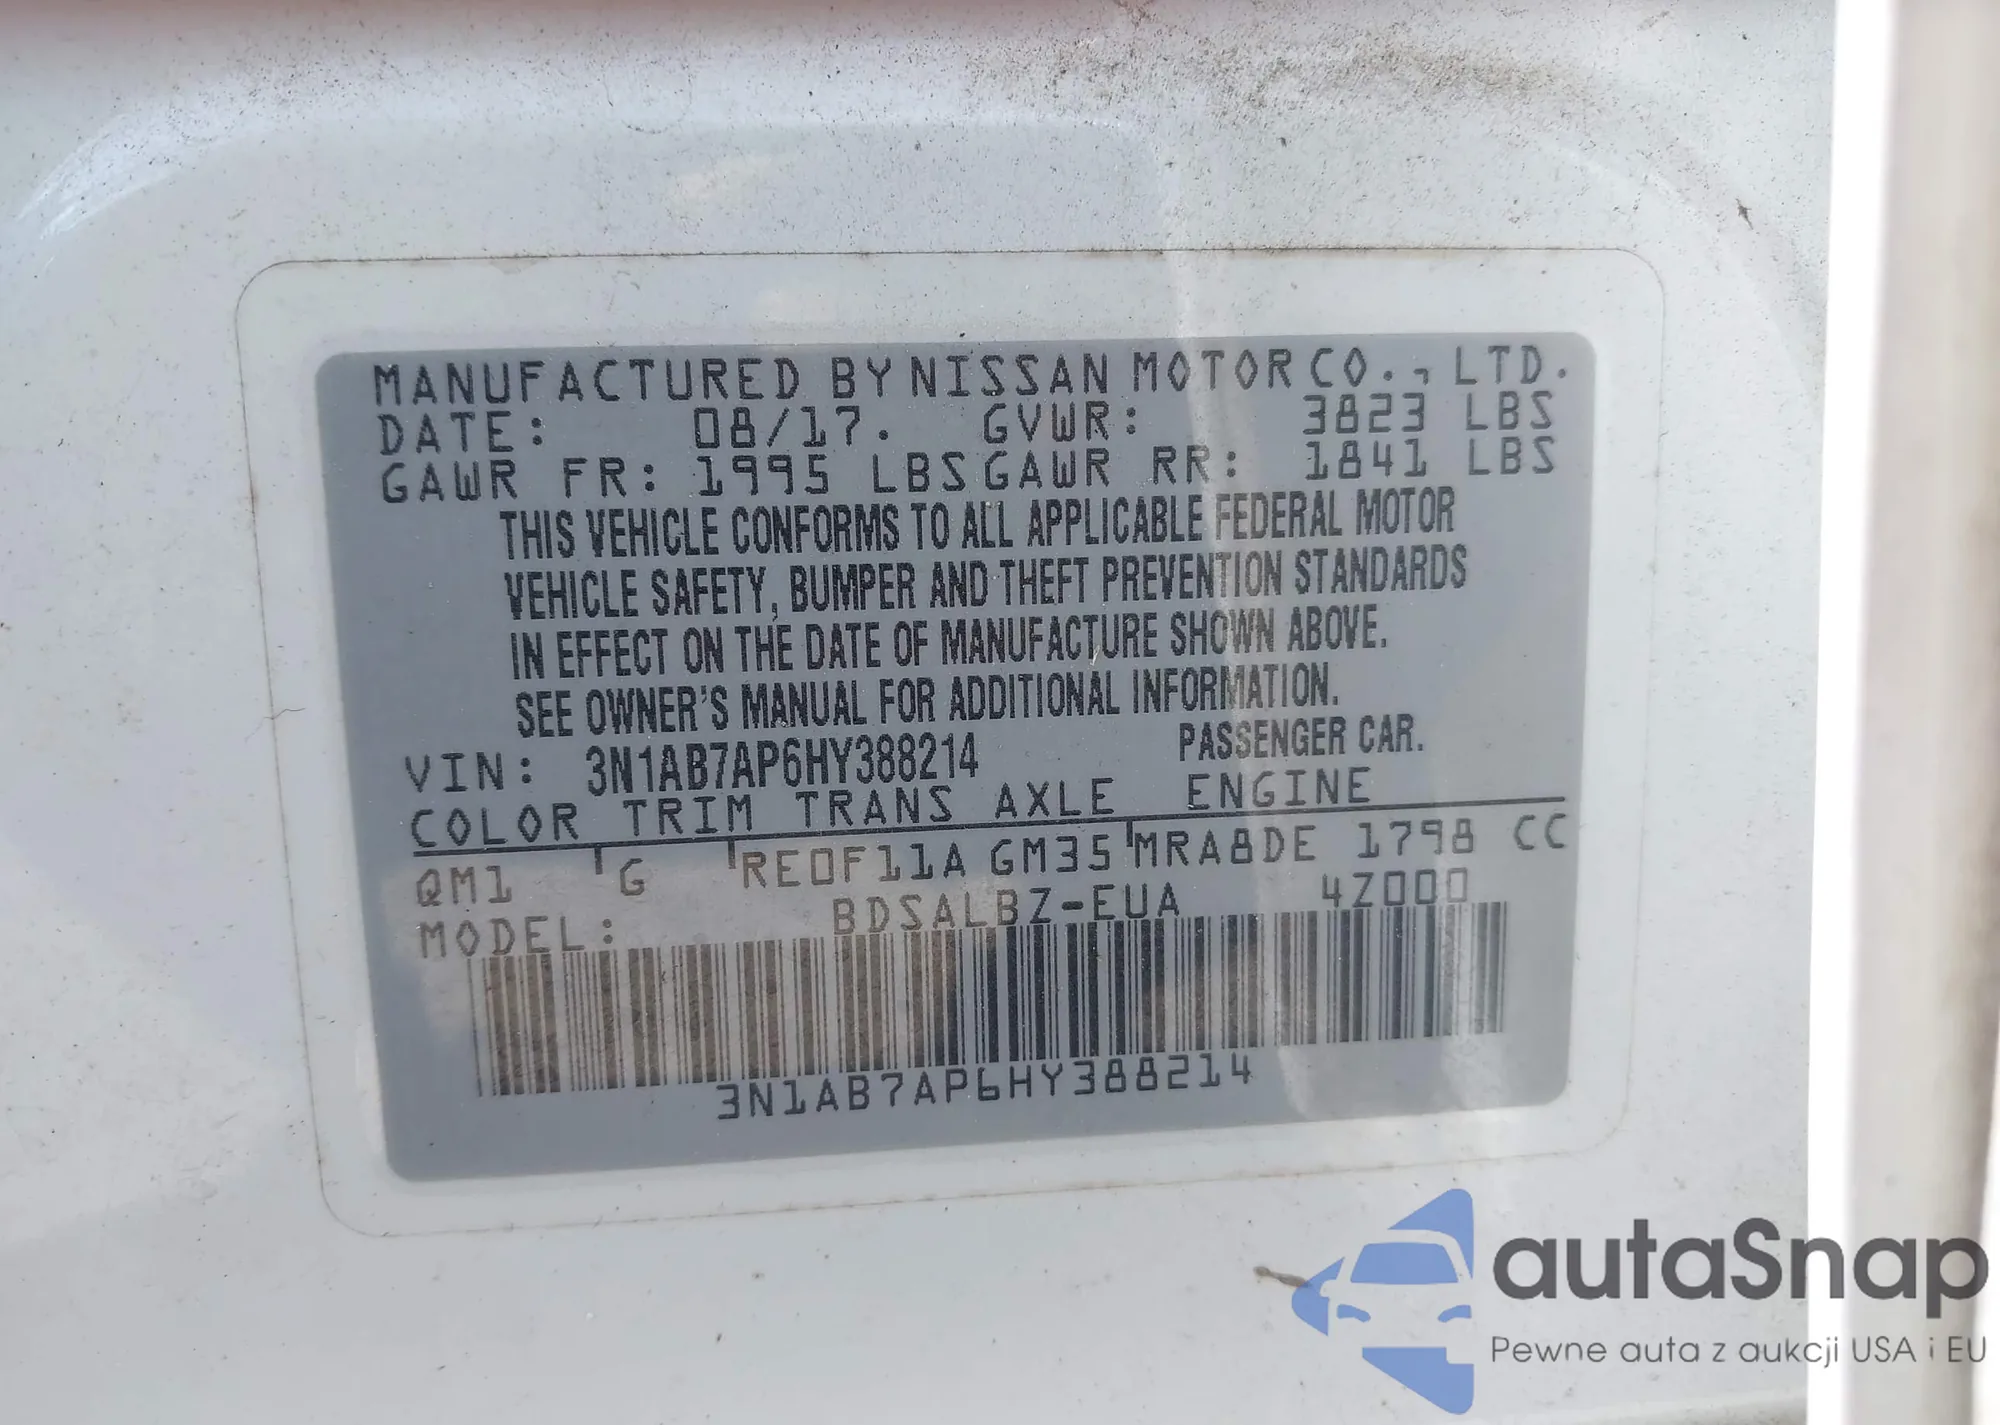 MANUFACTURED BY NISSAN MOTOR CO., LTD.
DATE: 08/17. GVWR: 3823 LBS
GAWR FR: 1995 LBS GAWR RR: 1841 LBS
THIS VEHICLE CONFORMS TO ALL APPLICABLE FEDERAL MOTOR
VEHICLE SAFETY, BUMPER AND THEFT PREVENTION STANDARDS
IN EFFECT ON THE DATE OF MANUFACTURE SHOWN ABOVE.
SEE OWNER'S MANUAL FOR ADDITIONAL INFORMATION.
VIN: 3N1AB7AP6HY388214 PASSENGER CAR.
COLOR TRIM TRANS AXLE ENGINE
QM1 G RE0F11A GM35 MRA8DE 1798 CC
MODEL: BDSALBZ-EUA 4Z000
3N1AB7AP6HY388214
autaSnap
Pewne auta z aukcji USA i EU